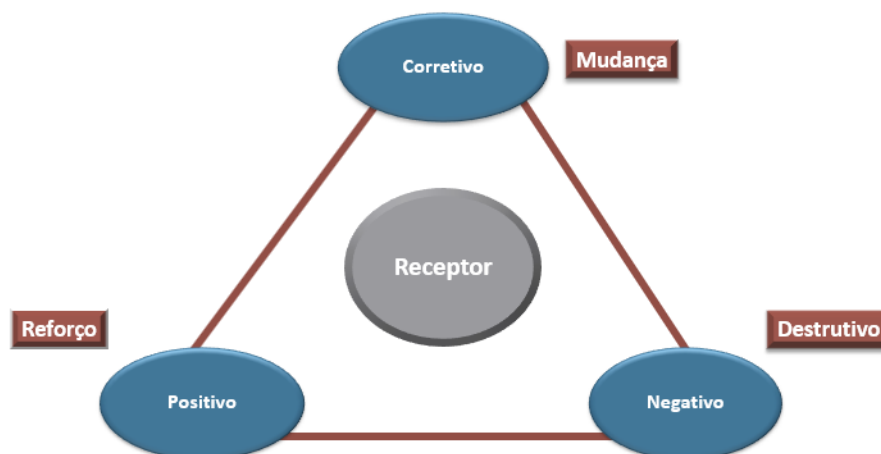 Corretivo
Mudança
Receptor
Reforço
Destrutivo
Positivo
Negativo